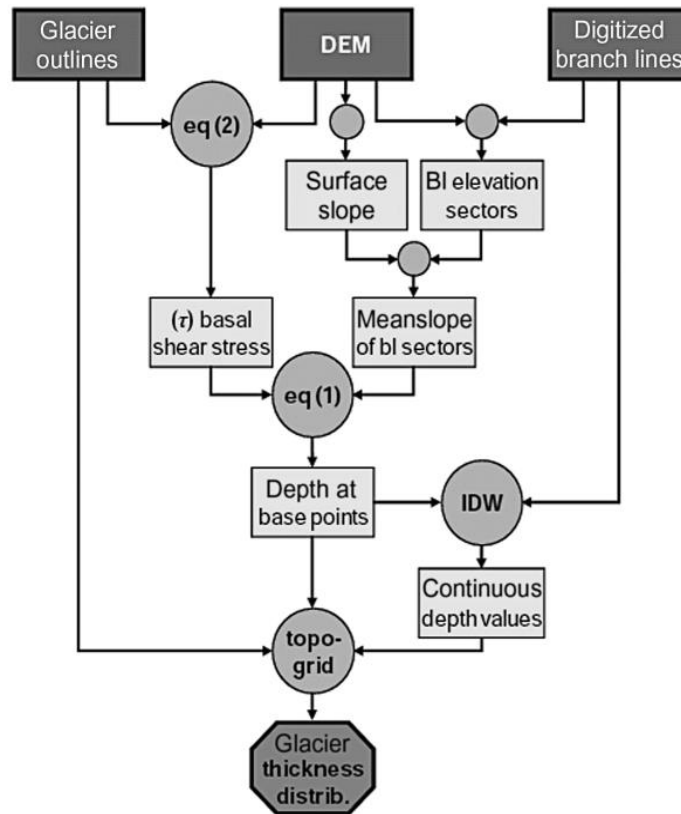 Glacier
outlines
DEM
Digitized
branch lines
eq (2)
Surface
slope
Bl elevation
sectors
(τ) basal
shear stress
Meanslope
of bl sectors
eq (1)
Depth at
base points
IDW
Continuous
depth values
topo-
grid
Glacier
thickness
distrib.